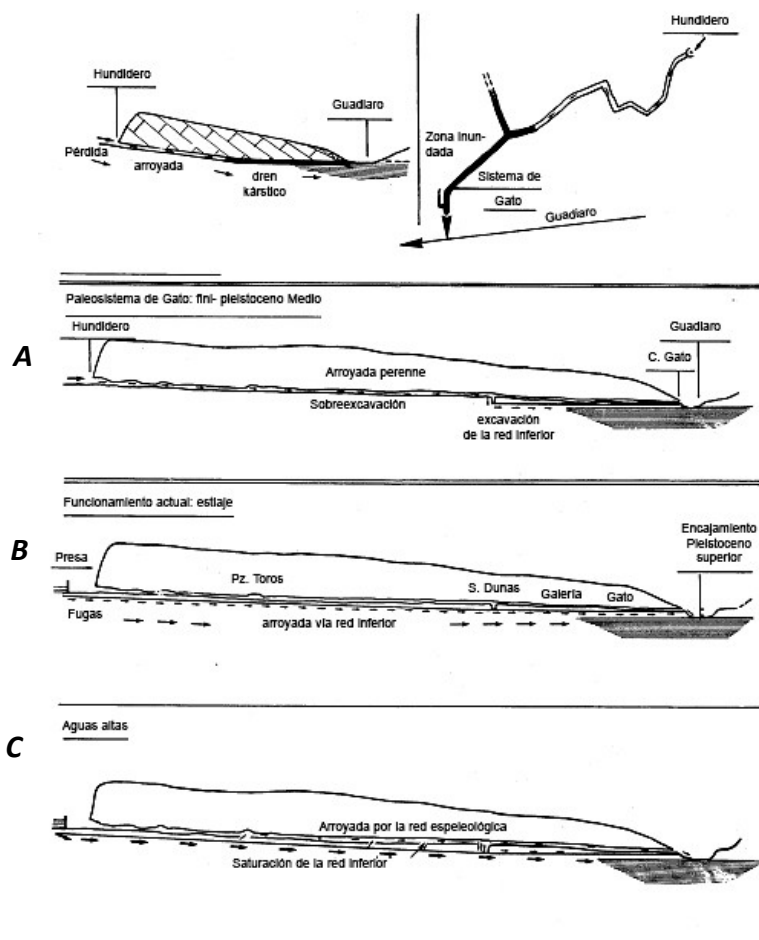 Hundidero
Guadiaro
Pérdida
arroyada
dren
kárstico
Hundidero
Zona inun-
dada
Sistema de
Gato
Guadiaro
Paleosistema de Gato: fini- pleistoceno Medio
A
Hundidero
Guadiaro
C. Gato
Arroyada perenne
Sobreexcavación
excavación
de la red inferior
Funcionamiento actual: estiaje
B
Presa
Encajamiento
Pleistoceno
superior
Pz. Toros
S. Dunas
Galería
Gato
Fugas
arroyada vía red inferior
Aguas altas
C
Arroyada por la red espeleológica
Saturación de la red inferior